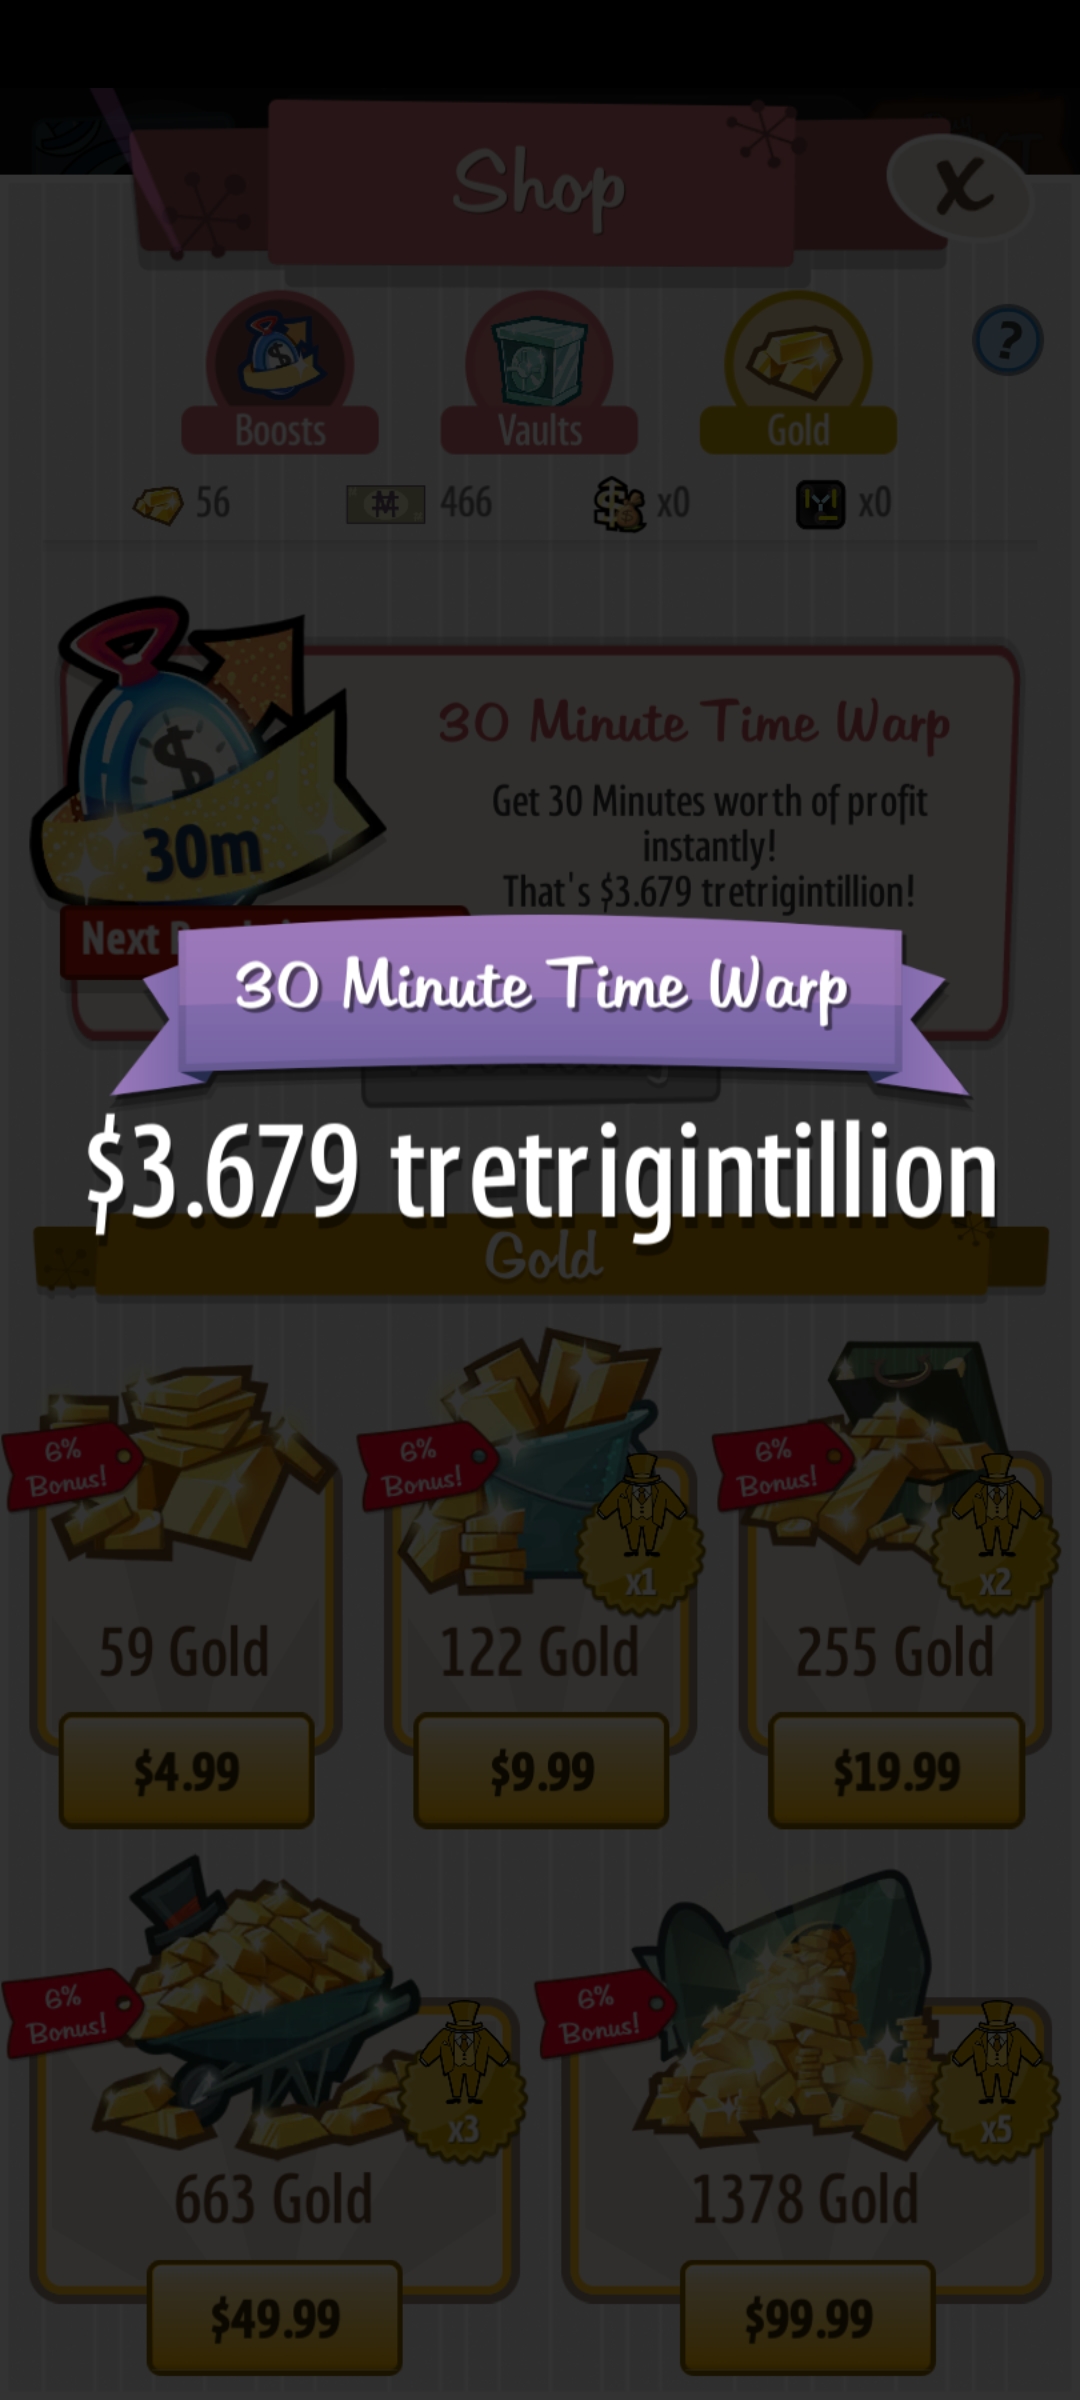 Shop
X
?
Boosts
Vaults
Gold
56
466
x0
x0
30 Minute Time Warp
Get 30 Minutes worth of profit
instantly!
That's $3.679 tretrigintillion!
30m
Next
30 Minute Time Warp
$3.679 tretrigintillion
Gold
6%
Bonus!
6%
Bonus!
6%
Bonus!
x1
x2
59 Gold
122 Gold
255 Gold
$4.99
$9.99
$19.99
6%
Bonus!
6%
Bonus!
x3
x5
663 Gold
1378 Gold
$49.99
$99.99